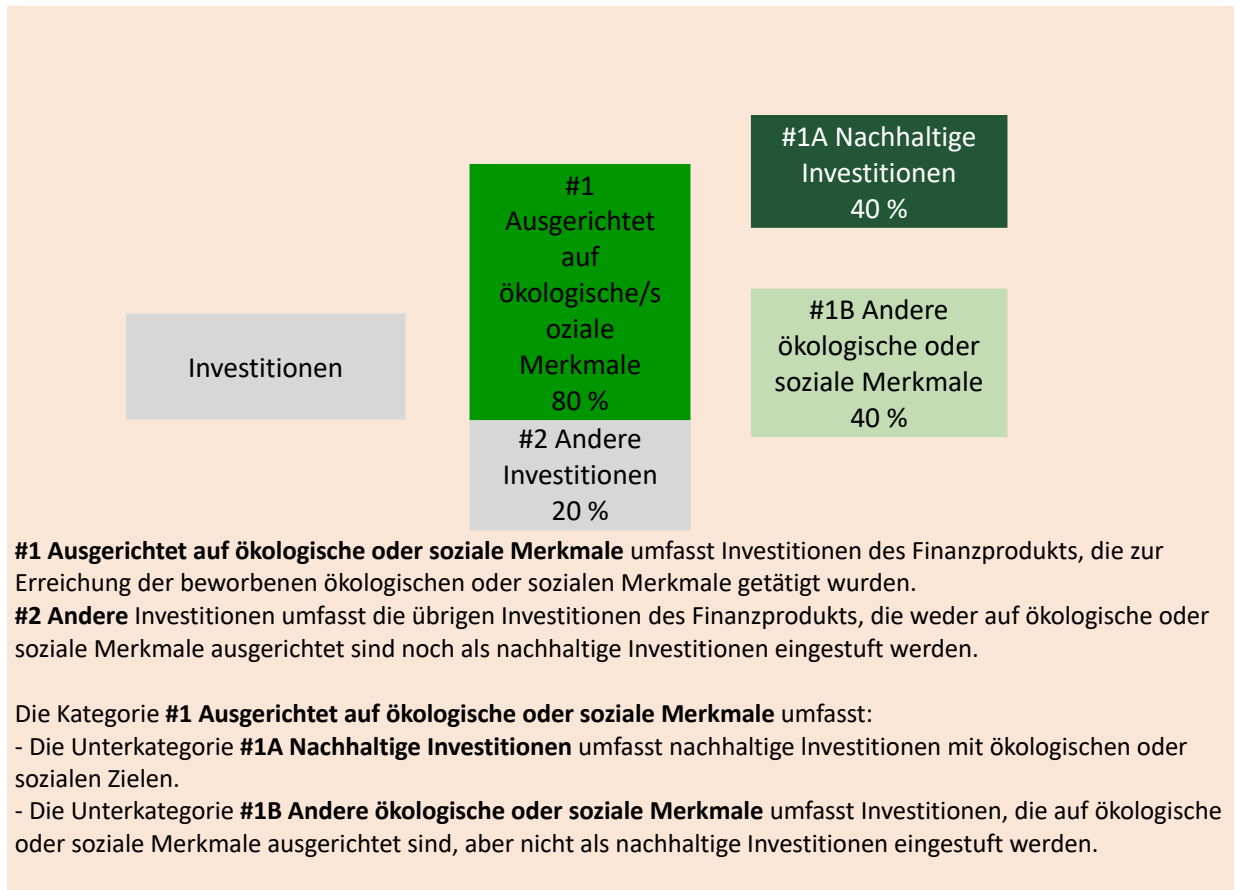 #1A Nachhaltige
Investitionen
40 %
#1
Ausgerichtet
auf
ökologische/s
oziale
Merkmale
80 %
#1B Andere
ökologische oder
soziale Merkmale
40 %
Investitionen
#2 Andere
Investitionen
20 %
#1 Ausgerichtet auf ökologische oder soziale Merkmale umfasst Investitionen des Finanzprodukts, die zur
Erreichung der beworbenen ökologischen oder sozialen Merkmale getätigt wurden.
#2 Andere Investitionen umfasst die übrigen Investitionen des Finanzprodukts, die weder auf ökologische oder
soziale Merkmale ausgerichtet sind noch als nachhaltige Investitionen eingestuft werden.
Die Kategorie #1 Ausgerichtet auf ökologische oder soziale Merkmale umfasst:
- Die Unterkategorie #1A Nachhaltige Investitionen umfasst nachhaltige Investitionen mit ökologischen oder
sozialen Zielen.
- Die Unterkategorie #1B Andere ökologische oder soziale Merkmale umfasst Investitionen, die auf ökologische
oder soziale Merkmale ausgerichtet sind, aber nicht als nachhaltige Investitionen eingestuft werden.